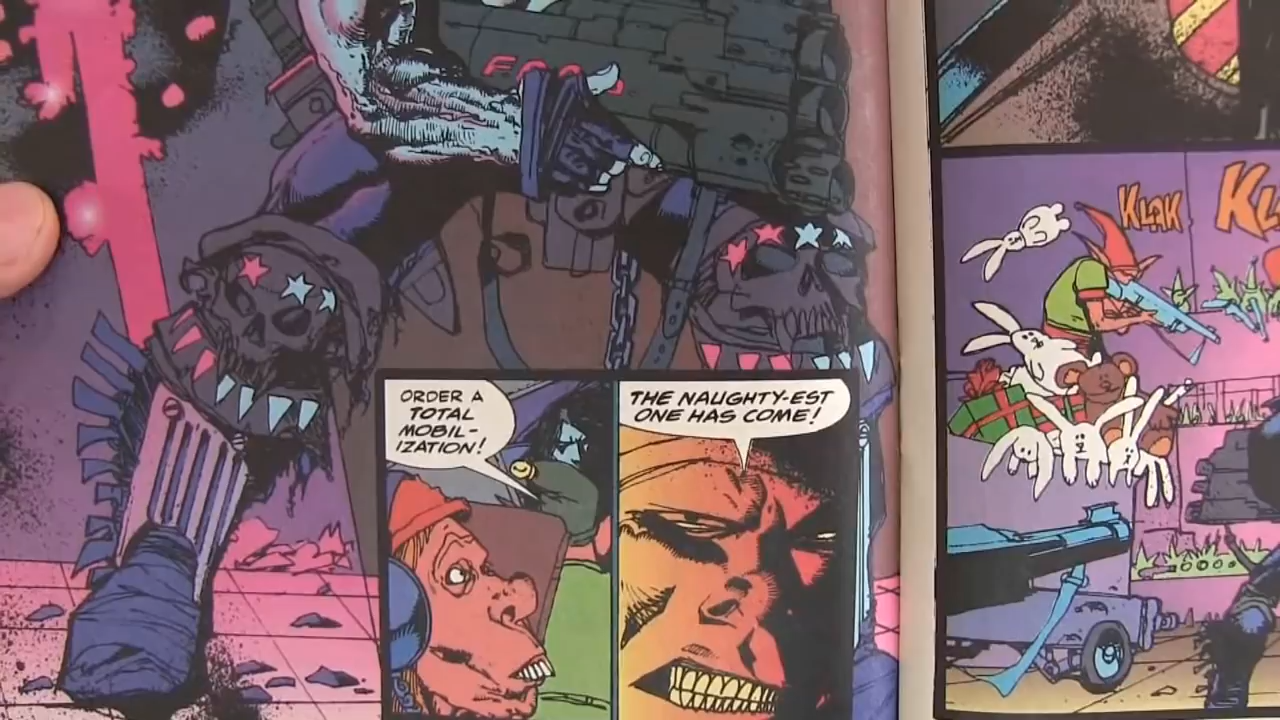 ORDER A
TOTAL
MOBIL-
IZATION!
THE NAUGHTY-EST
ONE HAS COME!
KLAK